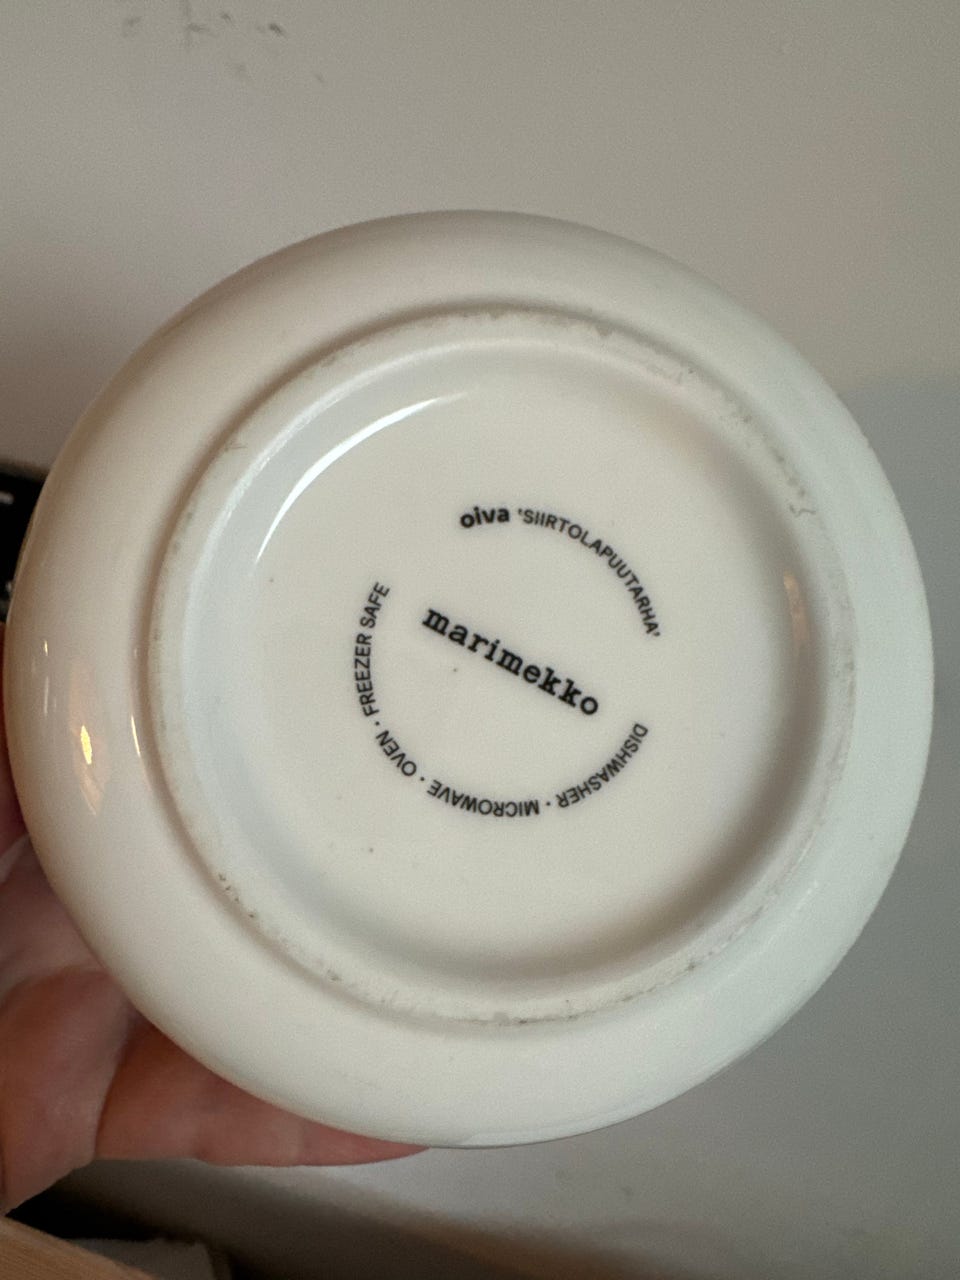 oiva 'SIIRTOLAPUUTARHA'
marimekko
DISHWASHER · MICROWAVE · OVEN · FREEZER SAFE